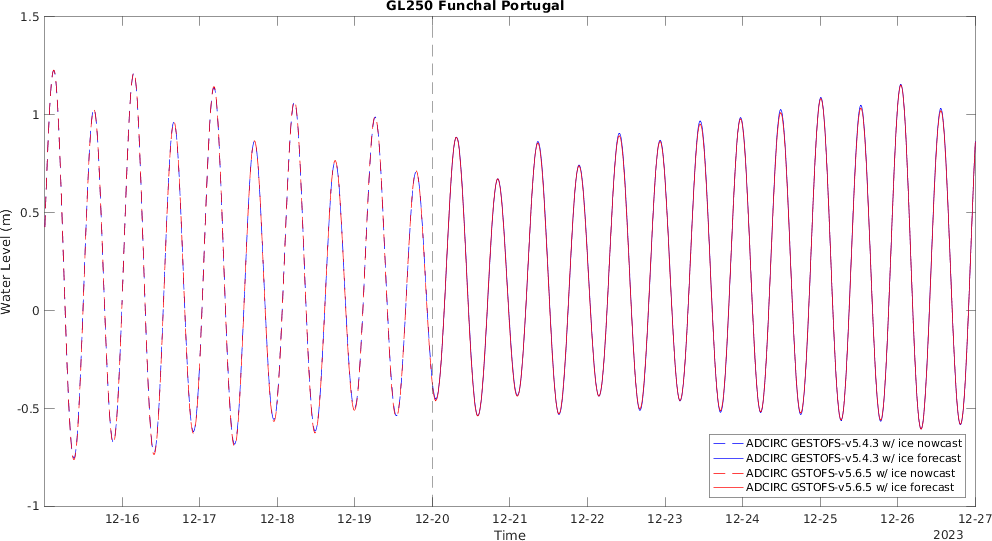 GL250 Funchal Portugal
1.5
1
0.5
0
-0.5
-1
Water Level (m)
12-16 12-17 12-18 12-19 12-20 12-21 12-22 12-23 12-24 12-25 12-26 12-27
Time
2023
ADCIRC GESTOFS-v5.4.3 w/ ice nowcast
ADCIRC GESTOFS-v5.4.3 w/ ice forecast
ADCIRC GSTOFS-v5.6.5 w/ ice nowcast
ADCIRC GSTOFS-v5.6.5 w/ ice forecast